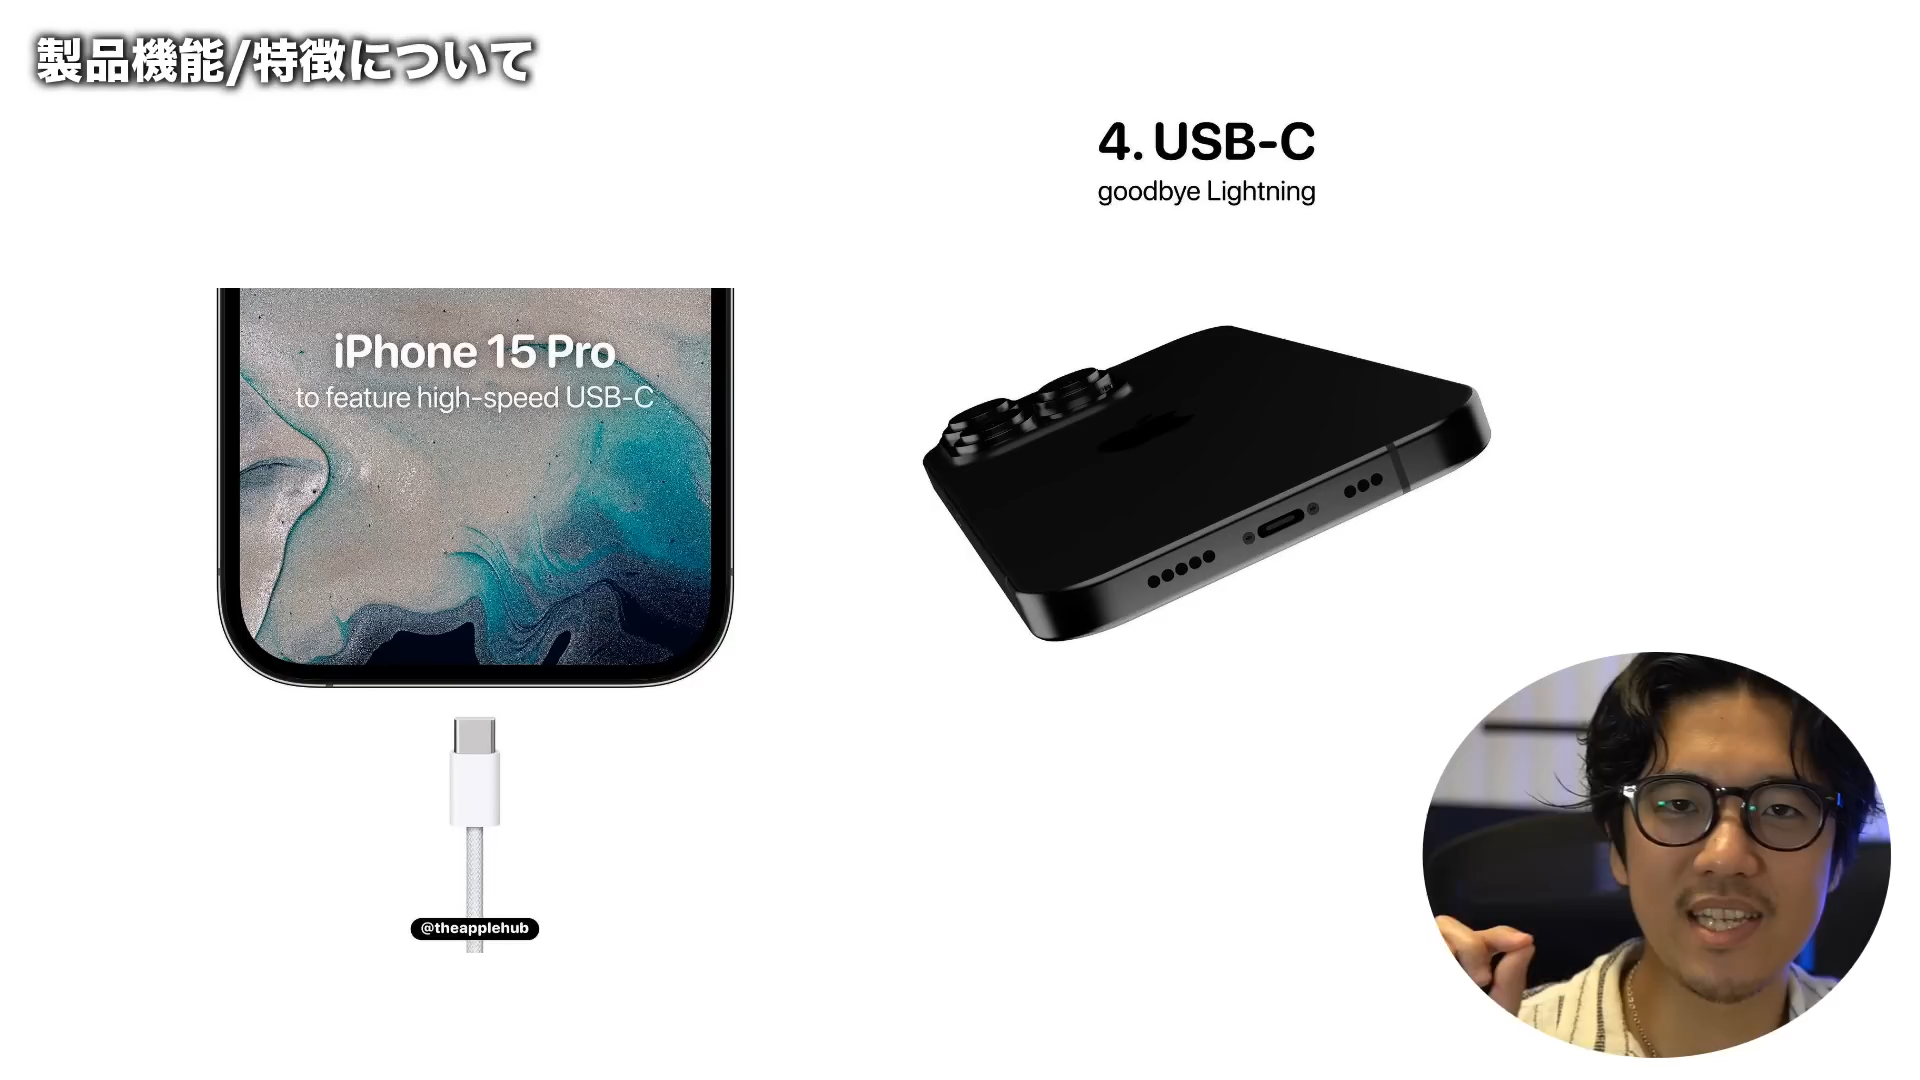 製品機能/特徴について
4. USB-C
goodbye Lightning
iPhone 15 Pro
to feature high-speed USB-C
@theapplehub